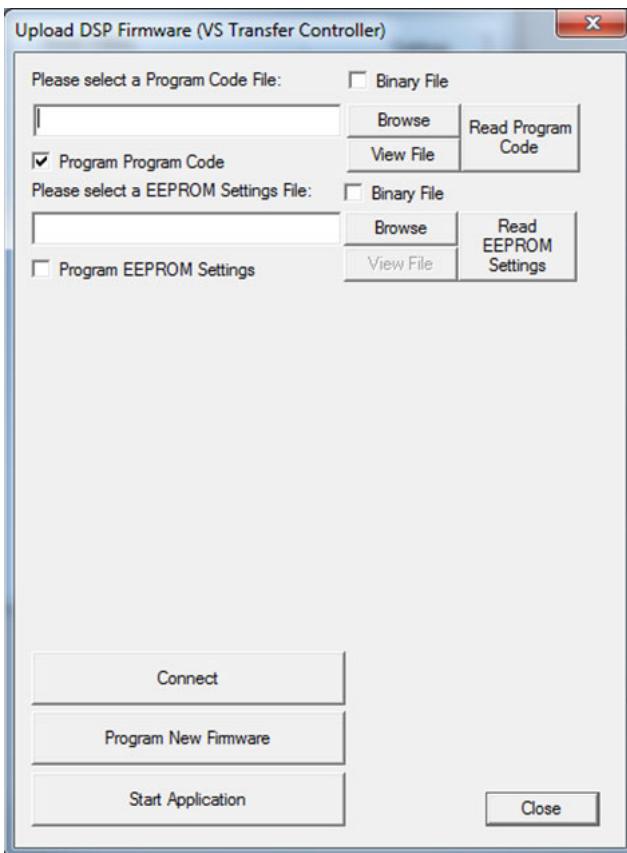 Upload DSP Firmware (VS Transfer Controller)
Please select a Program Code File:
Binary File
Browse
Read Program
Code
View File
Program Program Code
Please select a EEPROM Settings File:
Binary File
Browse
Read
EEPROM
Settings
View File
Program EEPROM Settings
Connect
Program New Firmware
Start Application
Close